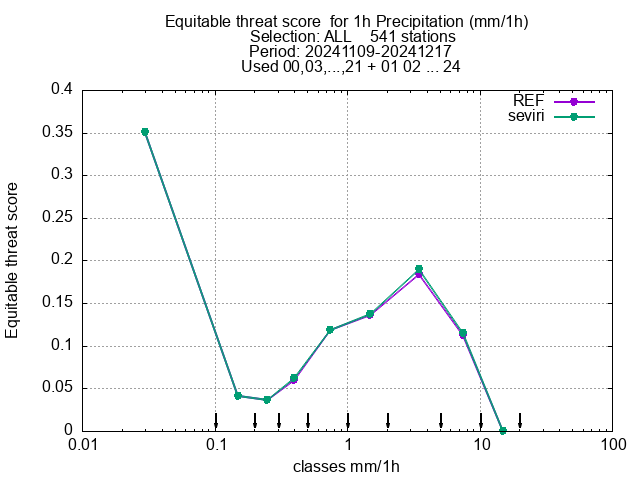 Equitable threat score  for 1h Precipitation (mm/1h)
Selection: ALL    541 stations
Period: 20241109-20241217
Used 00,03,...,21 + 01 02 ... 24
REF
seviri
0.4
0.35
0.3
0.25
0.2
0.15
0.1
0.05
0
Equitable threat score
0.01 0.1 1 10 100
classes mm/1h